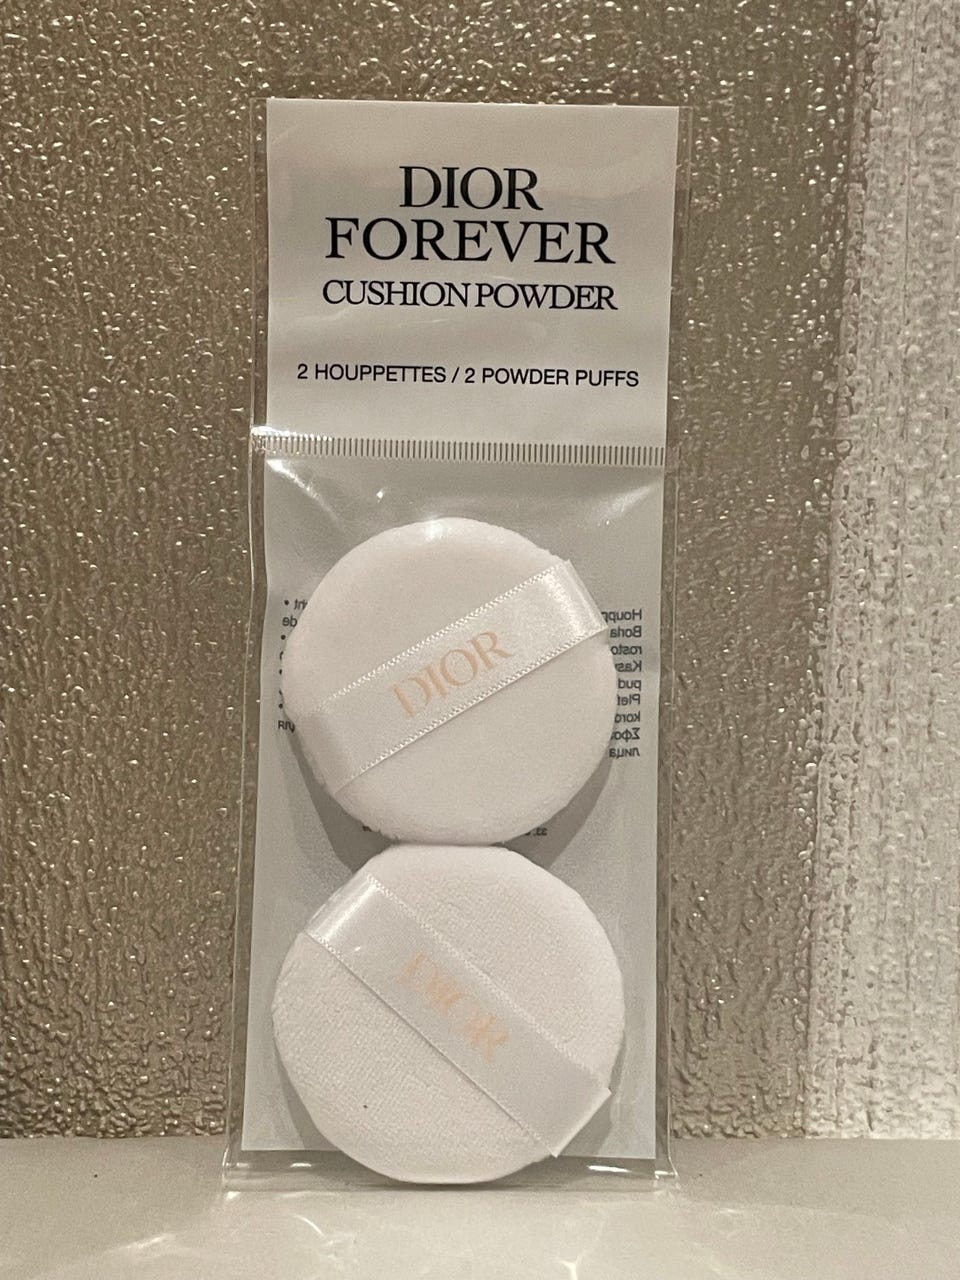 DIOR
FOREVER
CUSHION POWDER
2 HOUPPETTES / 2 POWDER PUFFS
DIOR
DIOR